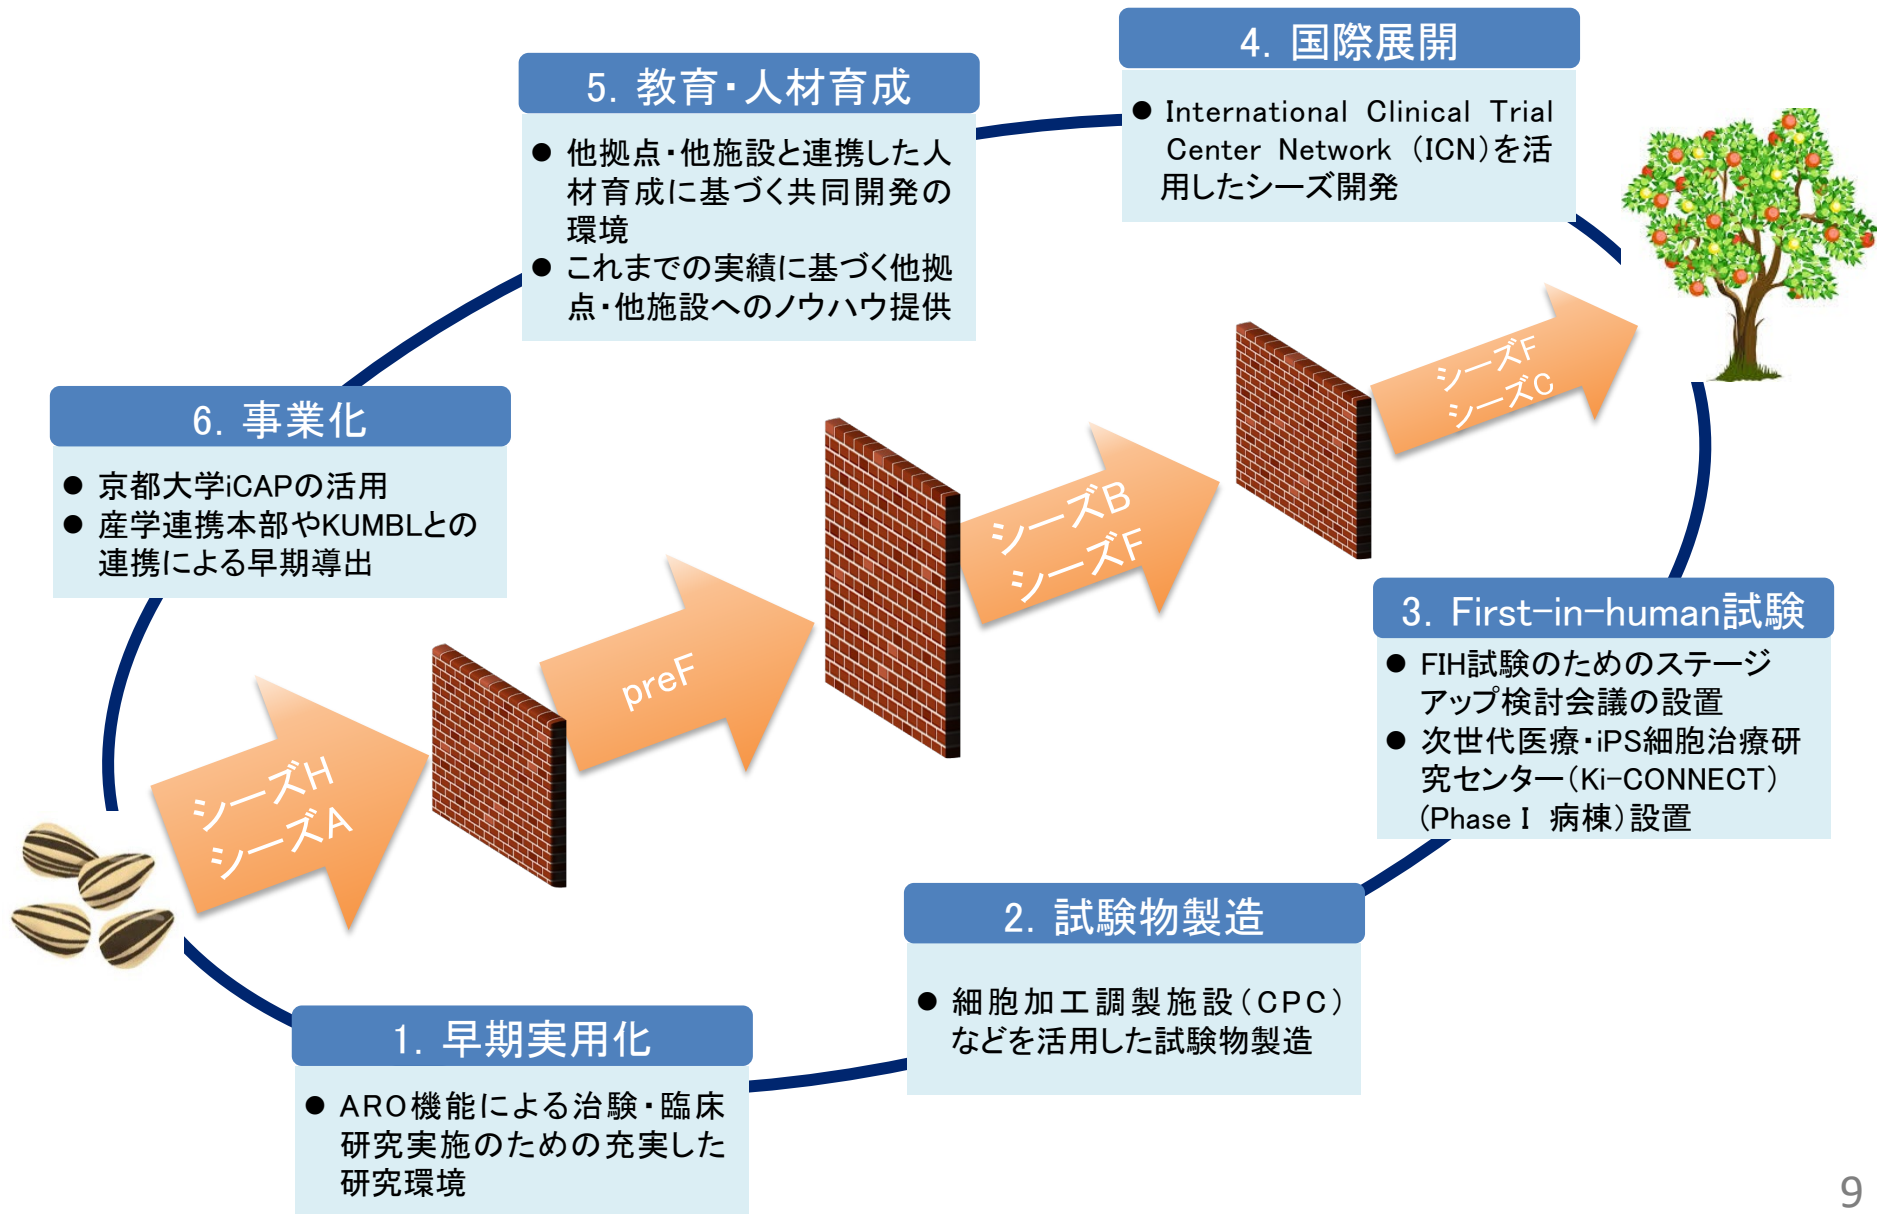 4. 国際展開
● International Clinical Trial
Center Network (ICN)を活
用したシーズ開発
5. 教育・人材育成
● 他拠点・他施設と連携した人
材育成に基づく共同開発の
環境
● これまでの実績に基づく他拠
点・他施設へのノウハウ提供
6. 事業化
● 京都大学iCAPの活用
● 産学連携本部やKUMBLとの
連携による早期導出
シーズF
シーズC
シーズB
シーズF
preF
シーズH
シーズA
3. First-in-human試験
● FIH試験のためのステージ
アップ検討会議の設置
● 次世代医療・iPS細胞治療研
究センター(Ki-CONNECT)
(Phase I 病棟)設置
2. 試験物製造
● 細胞加工調製施設(CPC)
などを活用した試験物製造
1. 早期実用化
● ARO機能による治験・臨床
研究実施のための充実した
研究環境
9